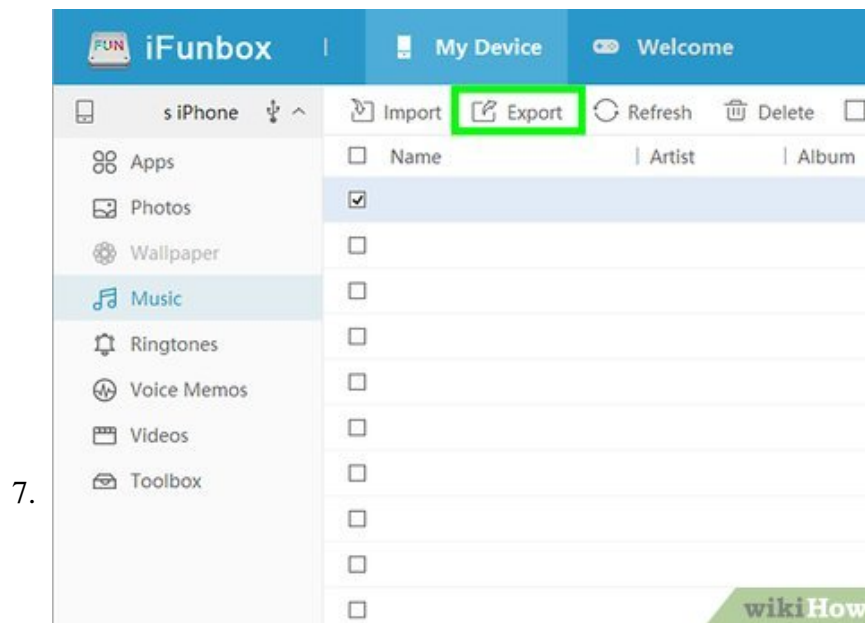 FUN iFunbox | My Device Welcome
s iPhone
Import Export Refresh Delete
Name | Artist | Album
Apps
Photos
Wallpaper
Music
Ringtones
Voice Memos
Videos
Toolbox
7.
wikiHow